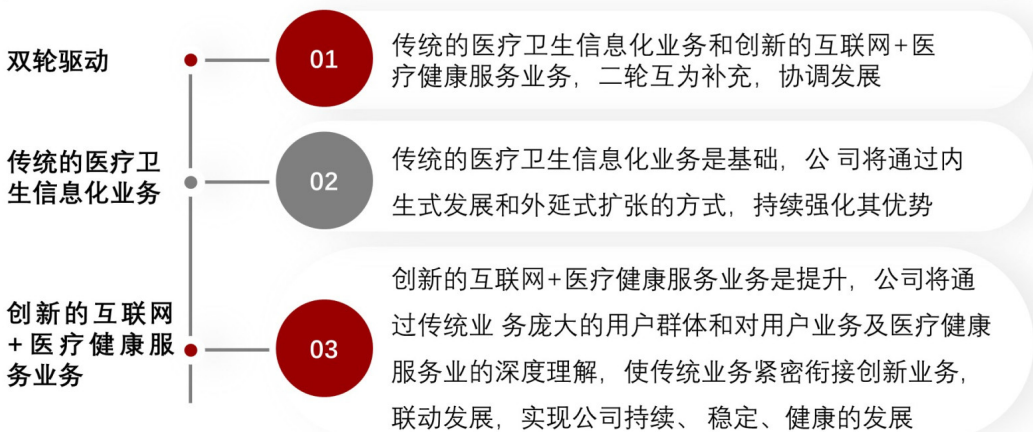 双轮驱动
01
传统的医疗卫生信息化业务和创新的互联网+医
疗健康服务业务，二轮互为补充，协调发展
传统的医疗卫
生信息化业务
02
传统的医疗卫生信息化业务是基础，公 司将通过内
生式发展和外延式扩张的方式，持续强化其优势
创新的互联网
+医疗健康服
务业务
03
创新的互联网+医疗健康服务业务是提升，公司将通
过传统业 务庞大的用户群体和对用户业务及医疗健康
服务业的深度理解，使传统业务紧密衔接创新业务，
联动发展，实现公司持续、 稳定、健康的发展